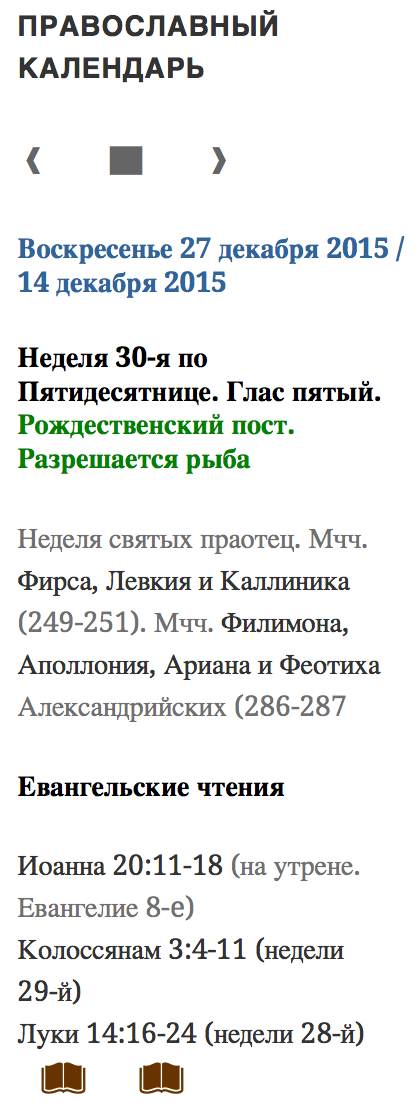 ПРАВОСЛАВНЫЙ
КАЛЕНДАРЬ
Воскресенье 27 декабря 2015 /
14 декабря 2015
Неделя 30-я по
Пятидесятнице. Глас пятый.
Рождественский пост.
Разрешается рыба
Неделя святых праотец. Мчч.
Фирса, Левкия и Каллиника
(249-251). Мчч. Филимона,
Аполлония, Ариана и Феотиха
Александрийских (286-287
Евангельские чтения
Иоанна 20:11-18 (на утрене.
Евангелие 8-е)
Колоссянам 3:4-11 (недели
29-й)
Луки 14:16-24 (недели 28-й)